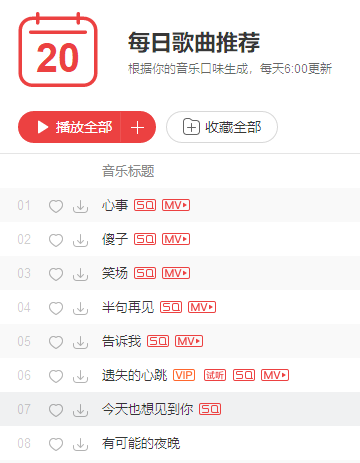 20
每日歌曲推荐
根据你的音乐口味生成，每天6:00更新
播放全部 + 收藏全部
音乐标题
01 心事 SQ MV
02 傻子 SQ MV
03 笑场 SQ MV
04 半句再见 SQ MV
05 告诉我 SQ MV
06 遗失的心跳 VIP 试听 SQ MV
07 今天也想见到你 SQ
08 有可能的夜晚